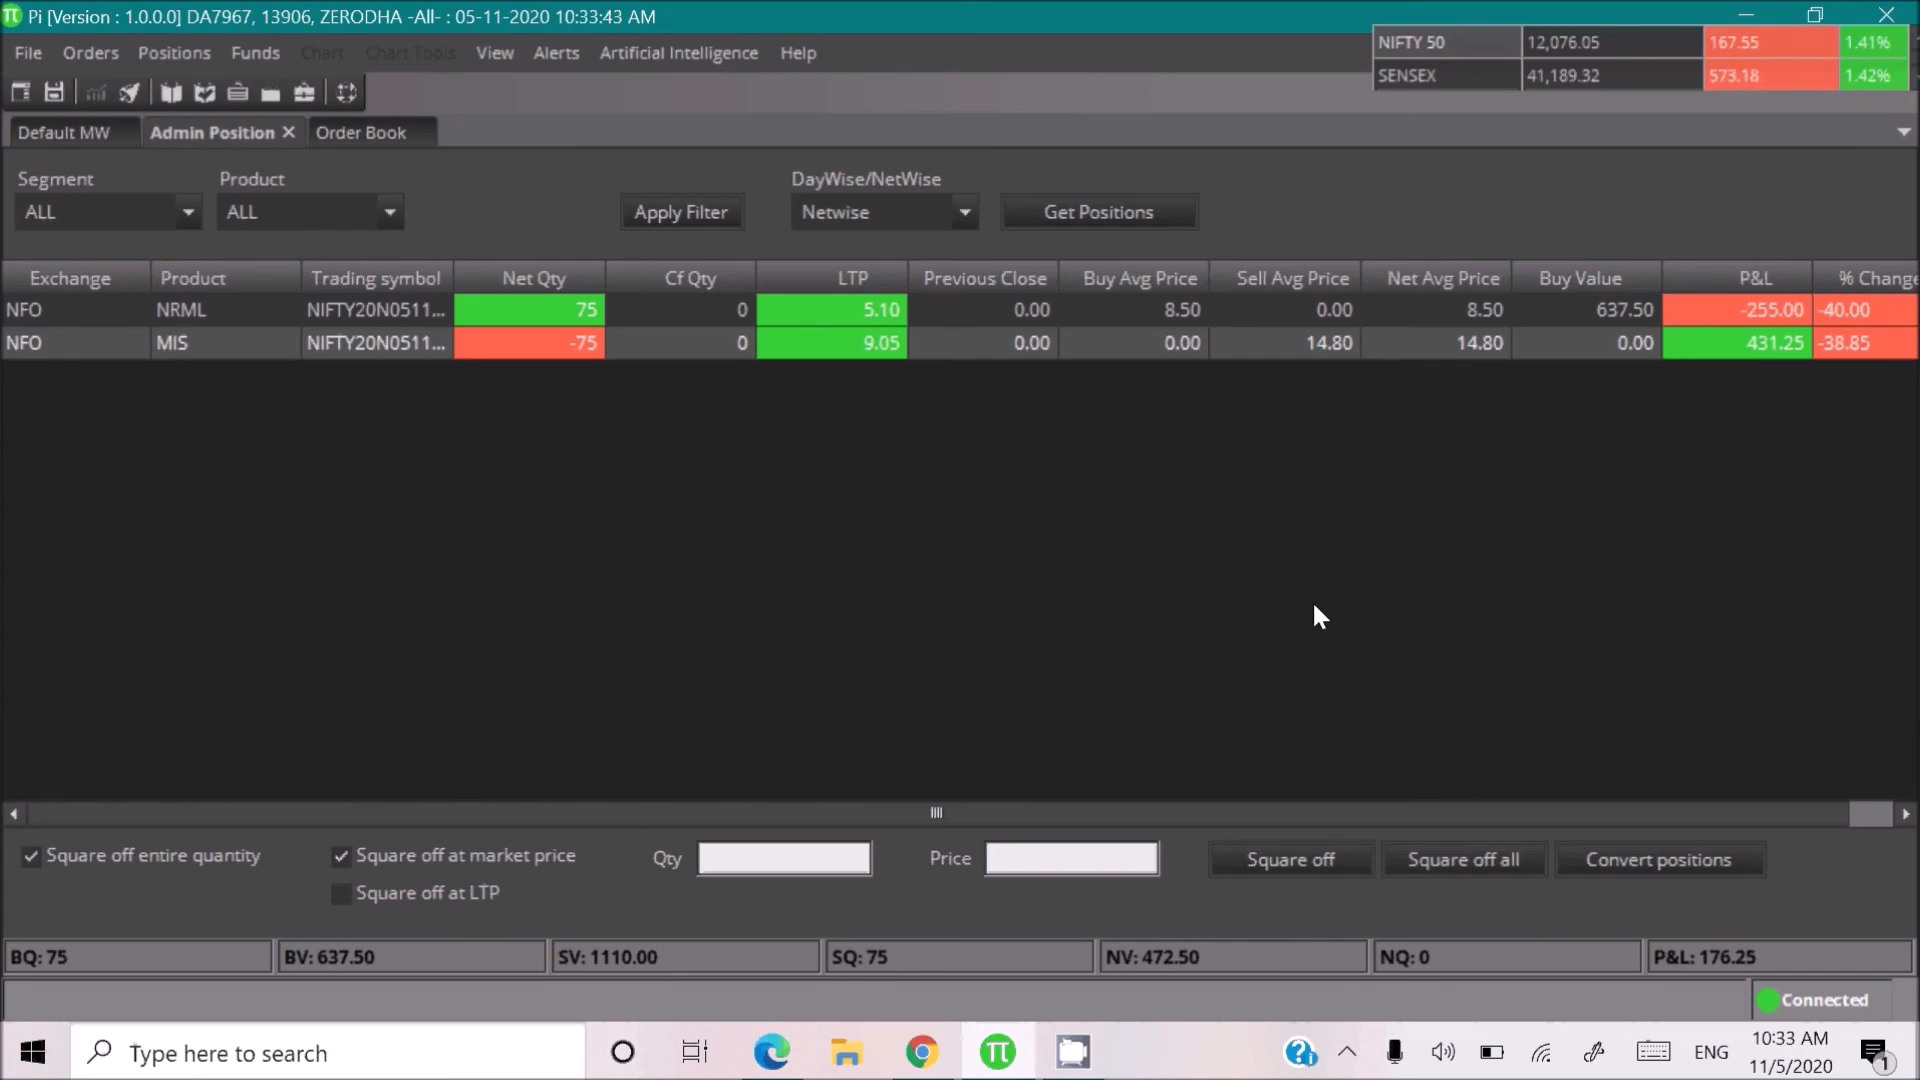 Pi [Version : 1.0.0.0] DA7967, 13906, ZERODHA -All- : 05-11-2020 10:33:43 AM
File Orders Positions Funds Chart Chart Tools View Alerts Artificial Intelligence Help
NIFTY 50 12,076.05 167.55 1.41%
SENSEX 41,189.32 573.18 1.42%
Default MW Admin Position Order Book
Segment Product DayWise/NetWise
ALL ALL Apply Filter Netwise Get Positions
Exchange Product Trading symbol Net Qty Cf Qty LTP Previous Close Buy Avg Price Sell Avg Price Net Avg Price Buy Value P&L % Change
NFO NRML NIFTY20N0511... 75 0 5.10 0.00 8.50 0.00 8.50 637.50 -255.00 -40.00
NFO MIS NIFTY20N0511... -75 0 9.05 0.00 0.00 14.80 14.80 0.00 431.25 -38.85
Square off entire quantity Square off at market price Qty Price Square off Square off all Convert positions
Square off at LTP
BQ: 75 BV: 637.50 SV: 1110.00 SQ: 75 NV: 472.50 NQ: 0 P&L: 176.25
Connected
Type here to search ENG 10:33 AM
11/5/2020 1